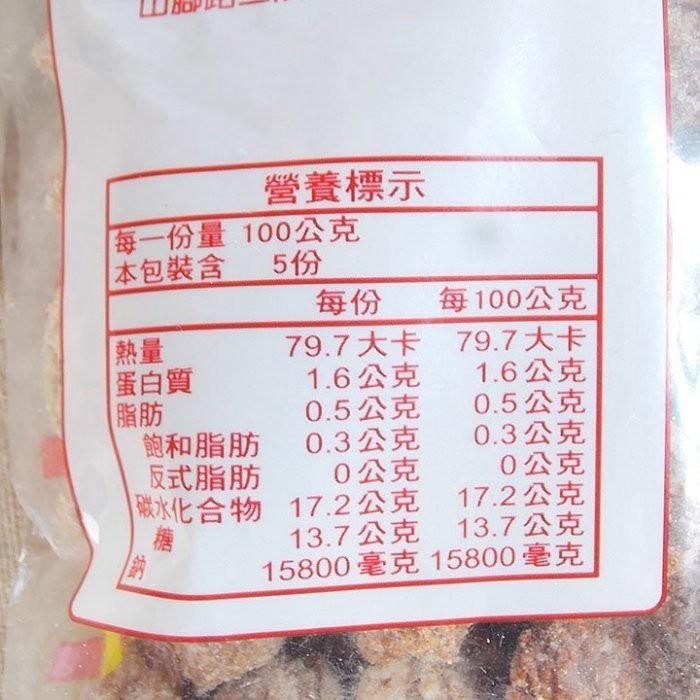 營養標示
每一份量 100公克
本包裝含 5份
每份 每100公克
熱量 79.7大卡 79.7大卡
蛋白質 1.6公克 1.6公克
脂肪 0.5公克 0.5公克
飽和脂肪 0.3公克 0.3公克
反式脂肪 0公克 0公克
碳水化合物 17.2公克 17.2公克
糖 13.7公克 13.7公克
鈉 15800毫克 15800毫克